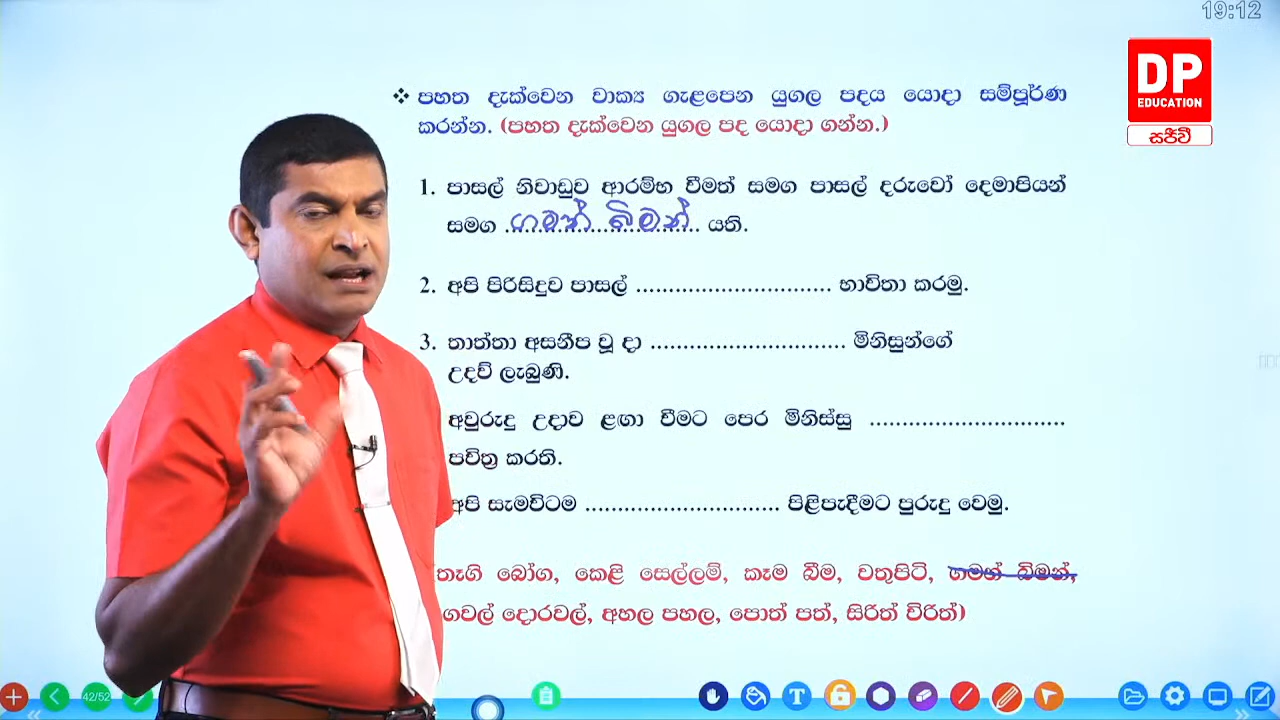 19:12
DP
EDUCATION
සජීවී
❖ පහත දැක්වෙන වාක්‍ය ගැළපෙන යුගල පදය යොදා සම්පූර්ණ
කරන්න. (පහත දැක්වෙන යුගල පද යොදා ගන්න.)
1. පාසල් නිවාඩුව ආරම්භ වීමත් සමග පාසල් දරුවෝ දෙමාපියන්
සමග ගමන් බිමන් යති.
2. අපි පිරිසිදුව පාසල් .............................. භාවිතා කරමු.
3. තාත්තා අසනීප වූ දා .............................. මිනිසුන්ගේ
උදව් ලැබුණි.
අවුරුදු උදාව ළඟා වීමට පෙර මිනිස්සු ..............................
පවිත්‍ර කරති.
අපි සැමවිටම .............................. පිළිපැදීමට පුරුදු වෙමු.
තෑගි බෝග, කෙළි සෙල්ලම්, කෑම බීම, වතුපිටි, ගමන් බිමන්,
ගෙවල් දොරවල්, අහල පහල, පොත් පත්, සිරිත් විරිත්)
42/52
T